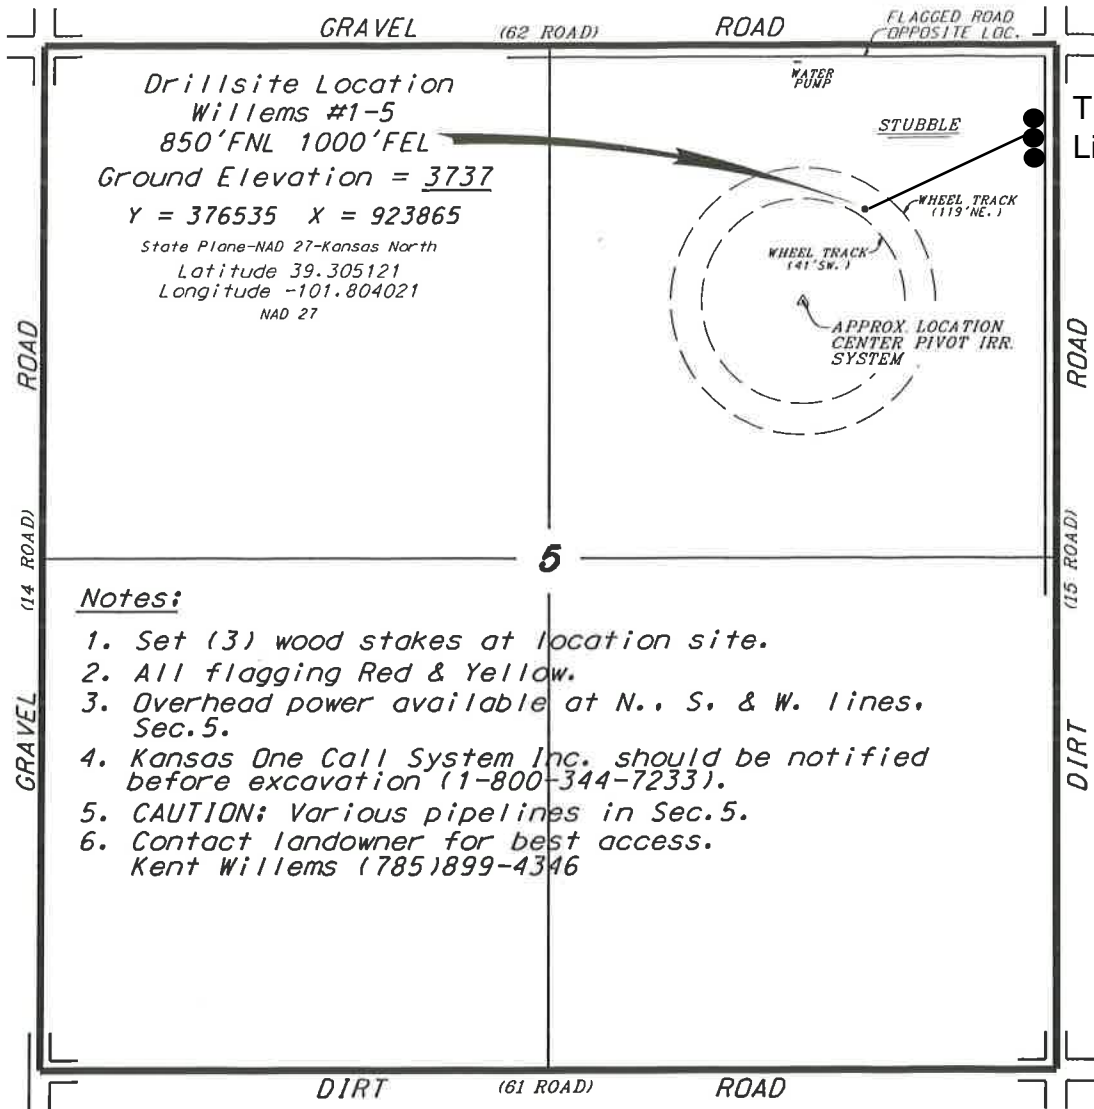 GRAVEL (62 ROAD) ROAD
FLAGGED ROAD
OPPOSITE LOC.
Drillsite Location
Willems #1-5
850'FNL 1000'FEL
Ground Elevation = 3737
Y = 376535 X = 923865
State Plane-NAD 27-Kansas North
Latitude 39.305121
Longitude -101.804021
NAD 27
WATER
PUMP
STUBBLE
T
Li
WHEEL TRACK
(119'NE.)
WHEEL TRACK
(41'SW.)
APPROX. LOCATION
CENTER PIVOT IRR.
SYSTEM
ROAD
(14 ROAD)
GRAVEL
ROAD
(15 ROAD)
DIRT
5
Notes:
1. Set (3) wood stakes at location site.
2. All flagging Red & Yellow.
3. Overhead power available at N., S. & W. lines,
Sec.5.
4. Kansas One Call System Inc. should be notified
before excavation (1-800-344-7233).
5. CAUTION: Various pipelines in Sec.5.
6. Contact landowner for best access.
Kent Willems (785)899-4346
DIRT (61 ROAD) ROAD